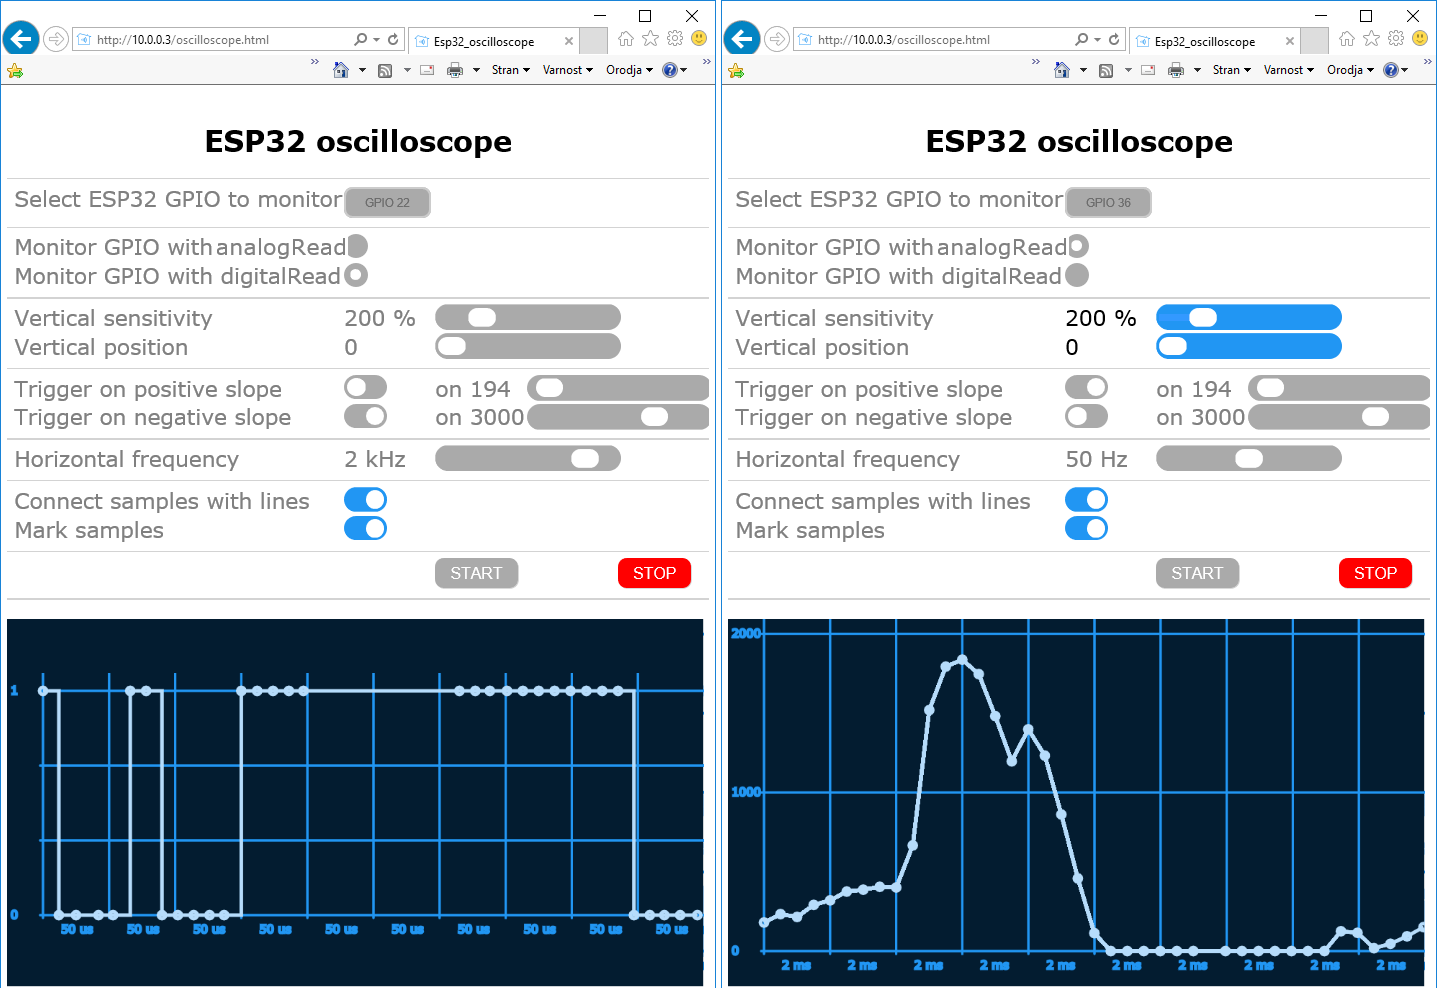 http://10.0.0.3/oscilloscope.html
Esp32_oscilloscope
Stran
Varnost
Orodja
ESP32 oscilloscope
Select ESP32 GPIO to monitor GPIO 22
Monitor GPIO with analogRead
Monitor GPIO with digitalRead
Vertical sensitivity 200 %
Vertical position 0
Trigger on positive slope on 194
Trigger on negative slope on 3000
Horizontal frequency 2 kHz
Connect samples with lines
Mark samples
START STOP
1
0
50 us 50 us 50 us 50 us 50 us 50 us 50 us 50 us 50 us 50 us
http://10.0.0.3/oscilloscope.html
Esp32_oscilloscope
Stran
Varnost
Orodja
ESP32 oscilloscope
Select ESP32 GPIO to monitor GPIO 36
Monitor GPIO with analogRead
Monitor GPIO with digitalRead
Vertical sensitivity 200 %
Vertical position 0
Trigger on positive slope on 194
Trigger on negative slope on 3000
Horizontal frequency 50 Hz
Connect samples with lines
Mark samples
START STOP
2000
1000
0
2 ms 2 ms 2 ms 2 ms 2 ms 2 ms 2 ms 2 ms 2 ms 2 ms